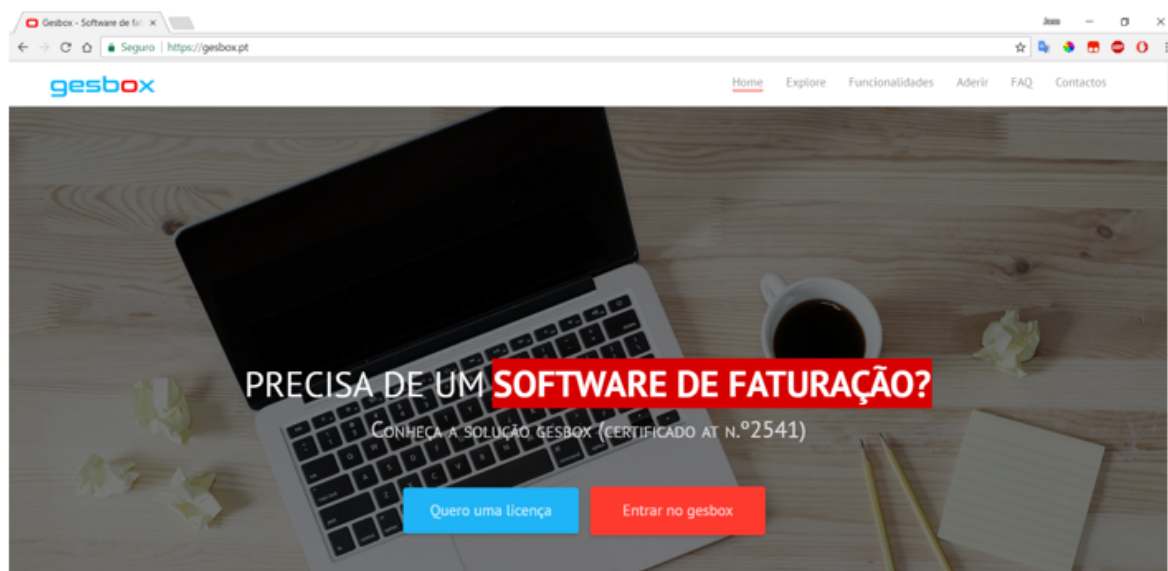 Gesbox - Software de fat
Seguro | https://gesbox.pt
gesbox
Home Explore Funcionalidades Aderir FAQ Contactos
PRECISA DE UM SOFTWARE DE FATURAÇÃO?
CONHEÇA A SOLUÇÃO GESBOX (CERTIFICADO AT N.º2541)
Quero uma licença Entrar no gesbox